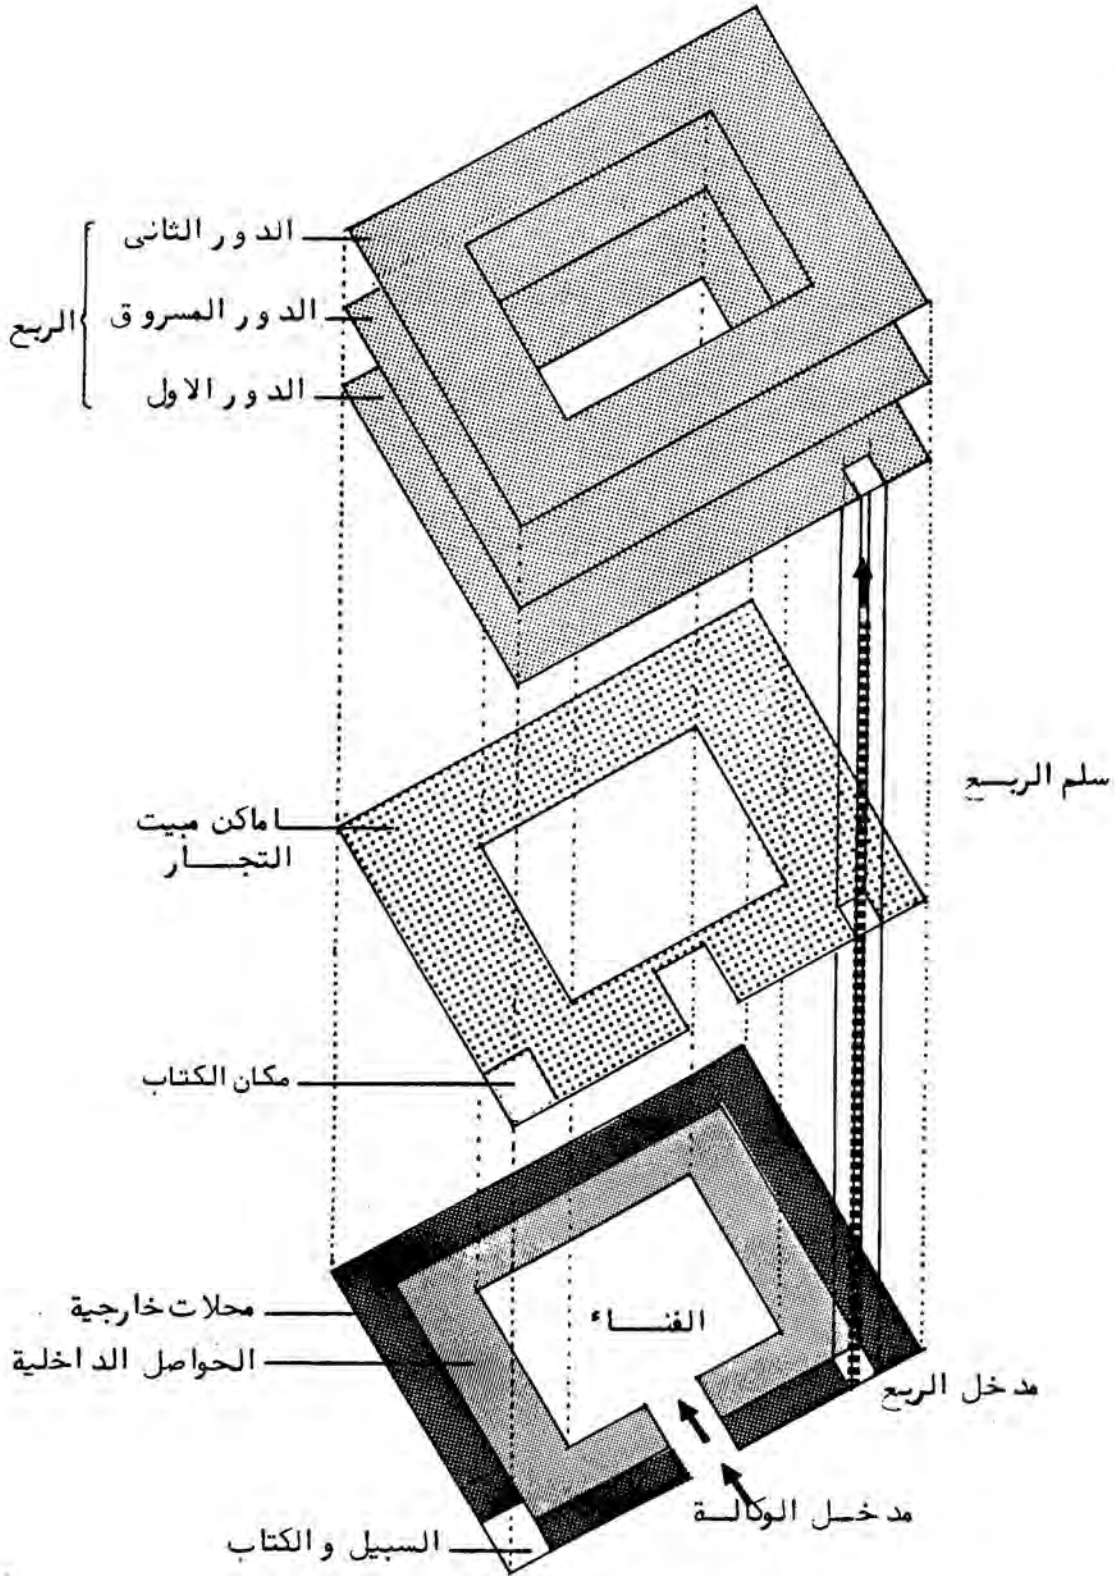 الدور الثانى
الدور المسروق
الربع
الدور الاول
سلم الربع
اماكن مبيت
التجار
مكان الكتاب
محلات خارجية
الفناء
الحواصل الداخلية
مدخل الربع
مدخل الوكالة
السبيل والكتاب